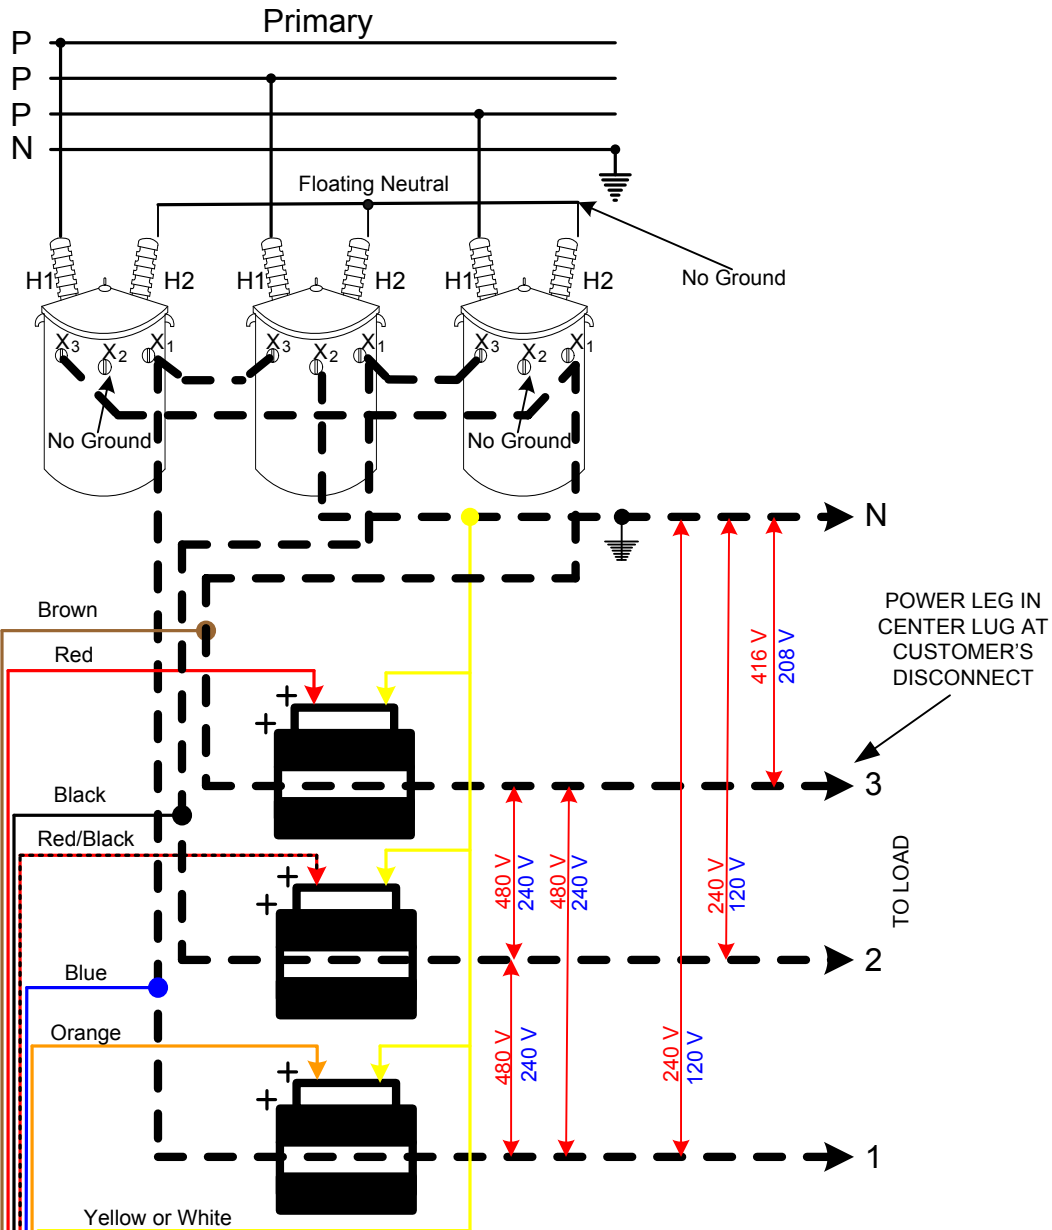 Primary
P
P
P
N
Floating Neutral
No Ground
H1 H2 H1 H2 H1 H2
X3 X2 X1 X3 X2 X1 X3 X2 X1
No Ground
No Ground
N
POWER LEG IN
CENTER LUG AT
CUSTOMER'S
DISCONNECT
Brown
Red
416 V
208 V
+
+
3
Black
Red/Black
+
+
480 V
240 V
480 V
240 V
240 V
120 V
TO LOAD
2
Blue
Orange
+
+
480 V
240 V
240 V
120 V
1
Yellow or White